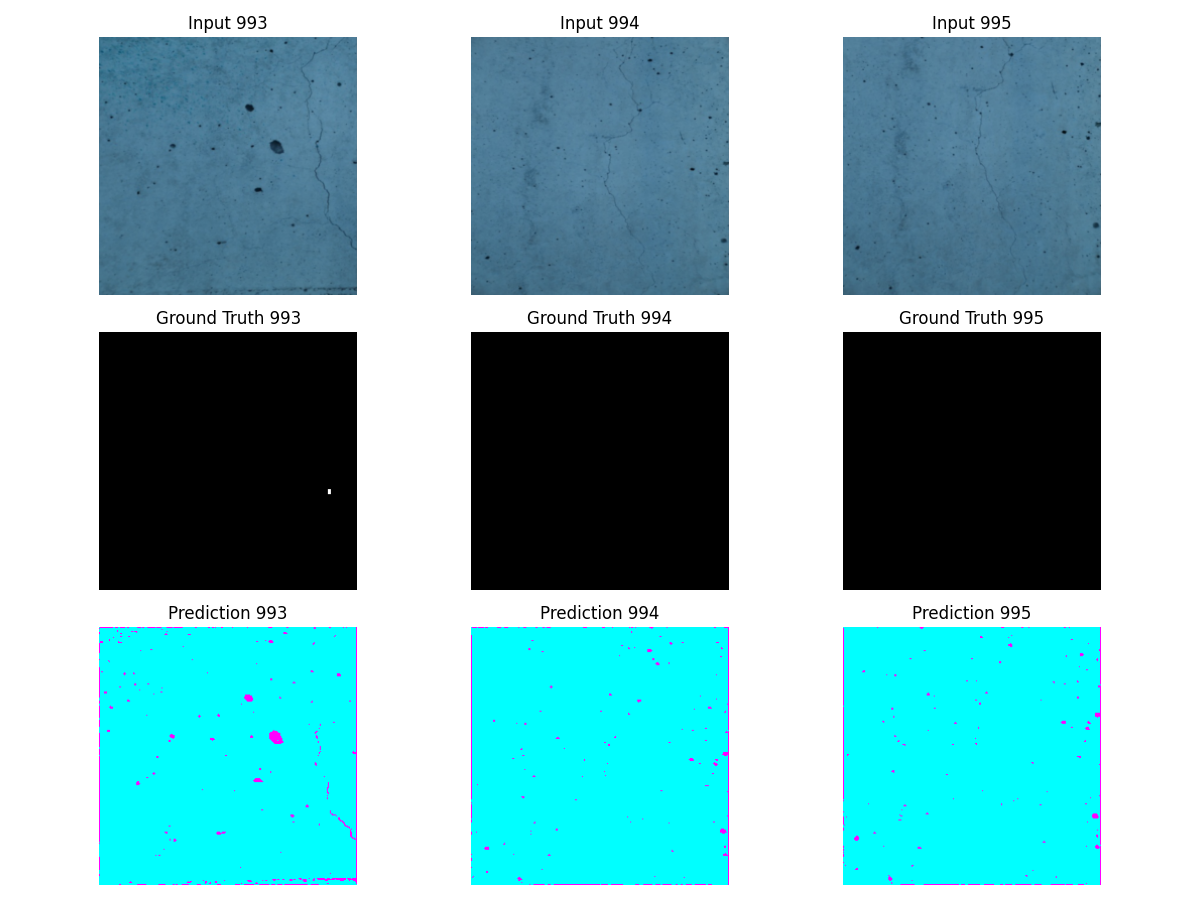 Input 993
Input 994
Input 995
Ground Truth 993
Ground Truth 994
Ground Truth 995
Prediction 993
Prediction 994
Prediction 995